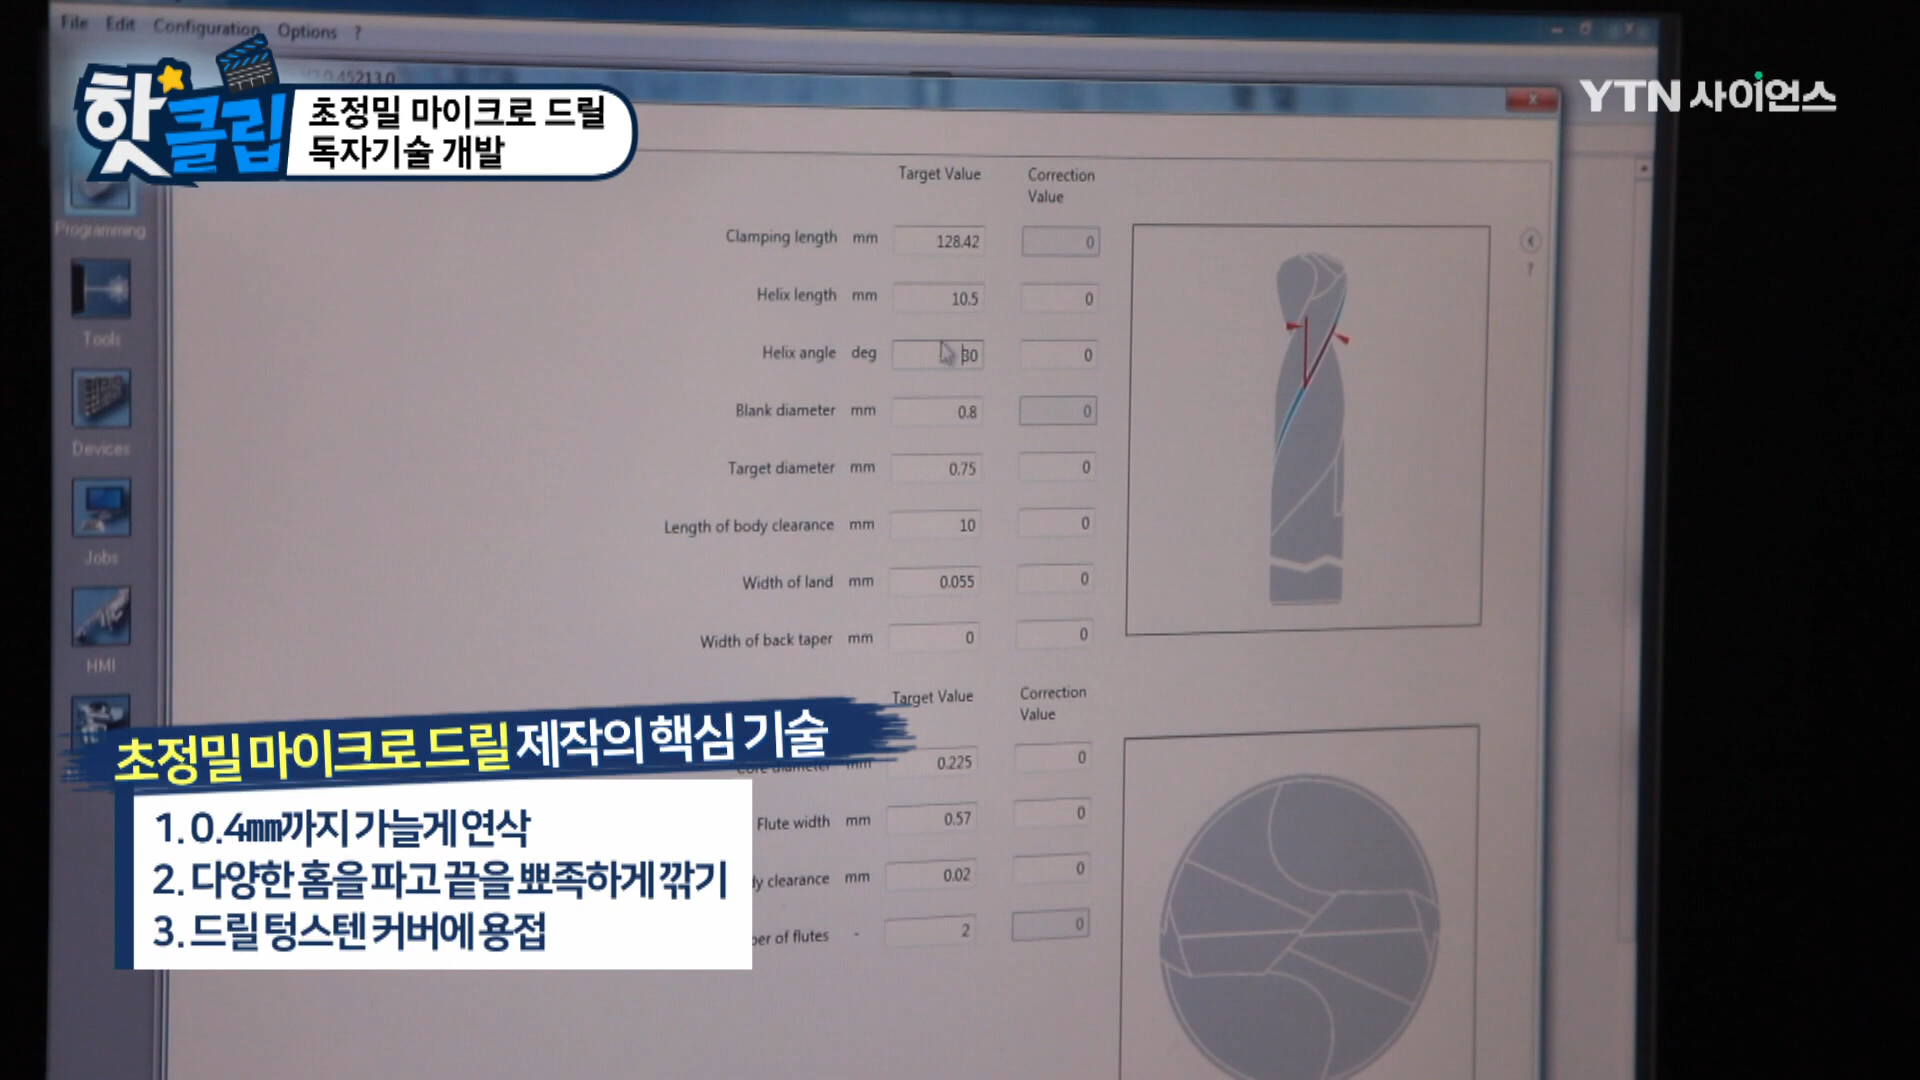 File Edit Configuration Options ?
핫클립
초정밀 마이크로 드릴
독자기술 개발
YTN 사이언스
Programming
Tools
Devices
Jobs
HMI
Target Value Correction Value
Clamping length mm 128.42 0
Helix length mm 10.5 0
Helix angle deg 30 0
Blank diameter mm 0.8 0
Target diameter mm 0.75 0
Length of body clearance mm 10 0
Width of land mm 0.055 0
Width of back taper mm 0 0
Target Value Correction Value
mm 0.225 0
Flute width mm 0.57 0
clearance mm 0.02 0
of flutes - 2 0
초정밀 마이크로 드릴 제작의 핵심 기술
1. 0.4㎜까지 가늘게 연삭
2. 다양한 홈을 파고 끝을 뾰족하게 깎기
3. 드릴 텅스텐 커버에 용접